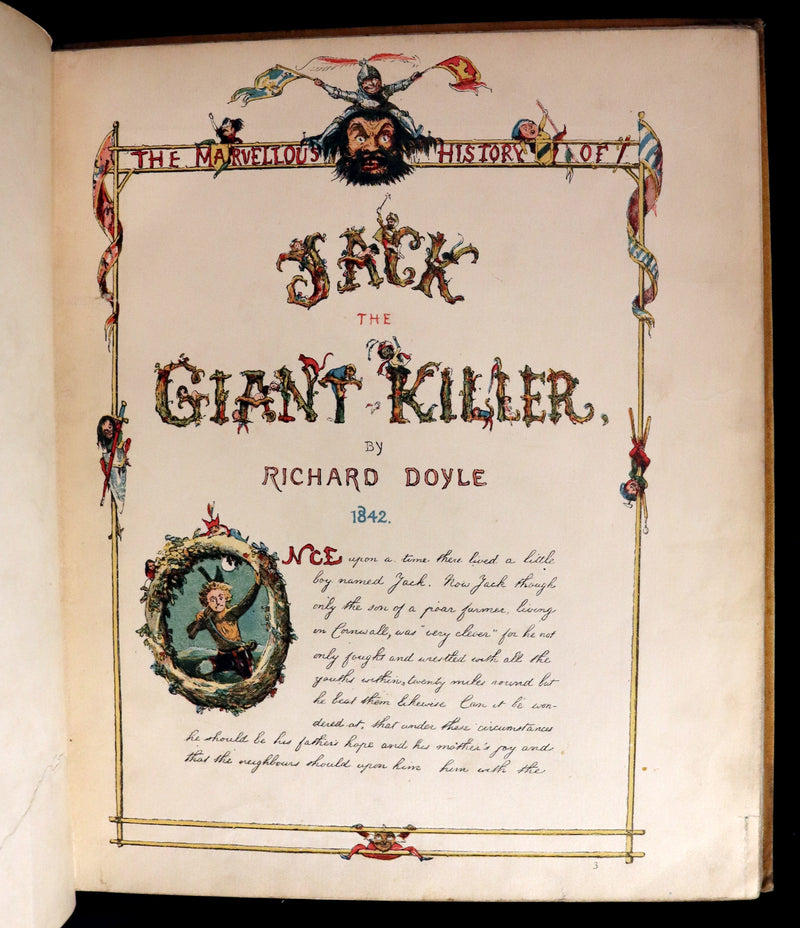 THE MARVELLOUS HISTORY OF
JACK
THE
GIANT-KILLER,
BY
RICHARD DOYLE
1842.
ONCE upon a time there lived a little
boy named Jack. Now Jack though
only the son of a poar farmer, living
in Cornwall, was "very clever" for he not
only fought and wrestled with all the
youths within, twenty miles round but
he beat them likewise Can it be won-
dered at, that under these circumstances
he should be his father's hope and his mother's joy and
that the neighbours should upon him him with the
3